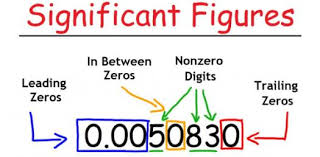 Significant Figures
In Between
Zeros
Nonzero
Digits
Leading
Zeros
Trailing
Zeros
0.0050830